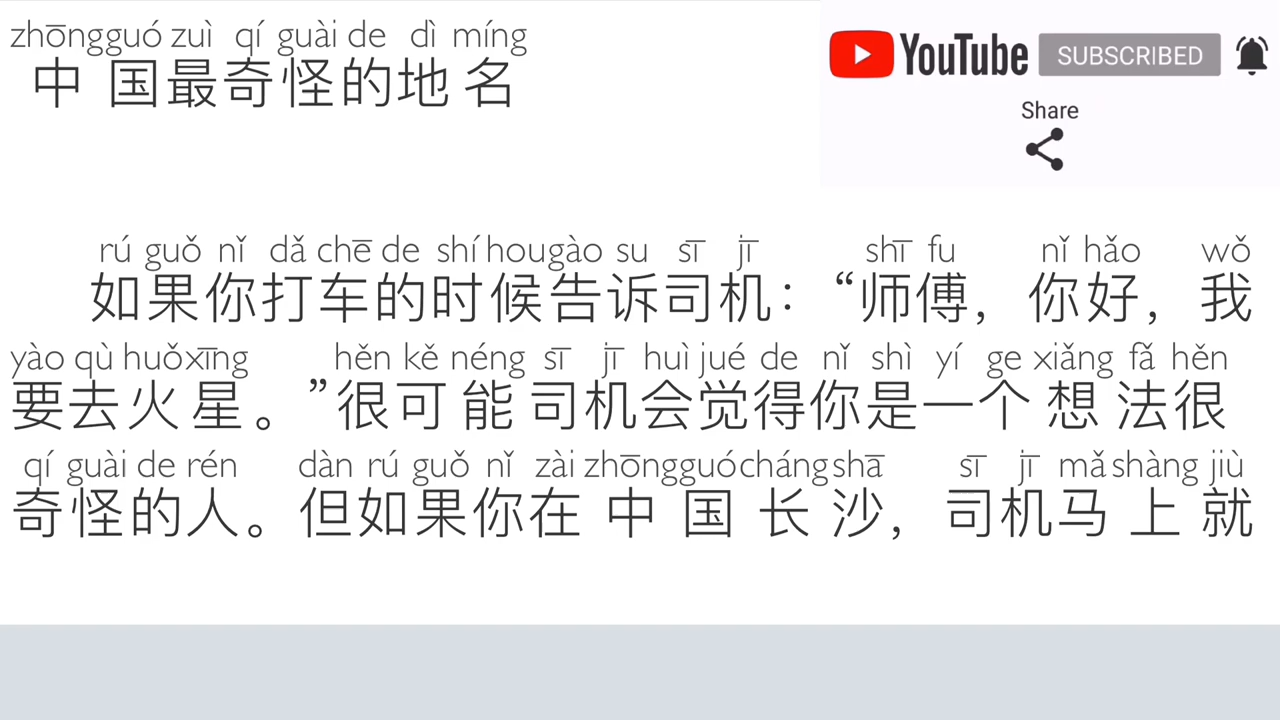 zhōngguó zuì qí guài de dì míng
中国最奇怪的地名
YouTube SUBSCRIBED
Share
rú guǒ nǐ dǎ chē de shí hougào su sī jī shī fu nǐ hǎo wǒ
如果你打车的时候告诉司机：“师傅，你好，我
yào qù huǒxīng hěn kě néng sī jī huì jué de nǐ shì yí ge xiǎng fǎ hěn
要去火星。”很可能司机会觉得你是一个想法很
qí guài de rén dàn rú guǒ nǐ zài zhōngguóchángshā sī jī mǎ shàng jiù
奇怪的人。但如果你在中国长沙，司机马上就